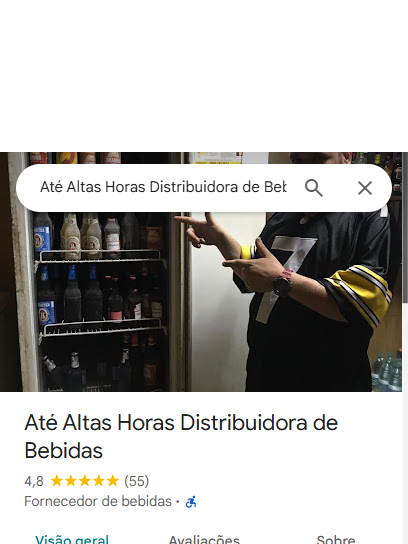 Até Altas Horas Distribuidora de Beb
7
Até Altas Horas Distribuidora de
Bebidas
4,8 (55)
Fornecedor de bebidas ·
Visão geral Avaliações Sobre